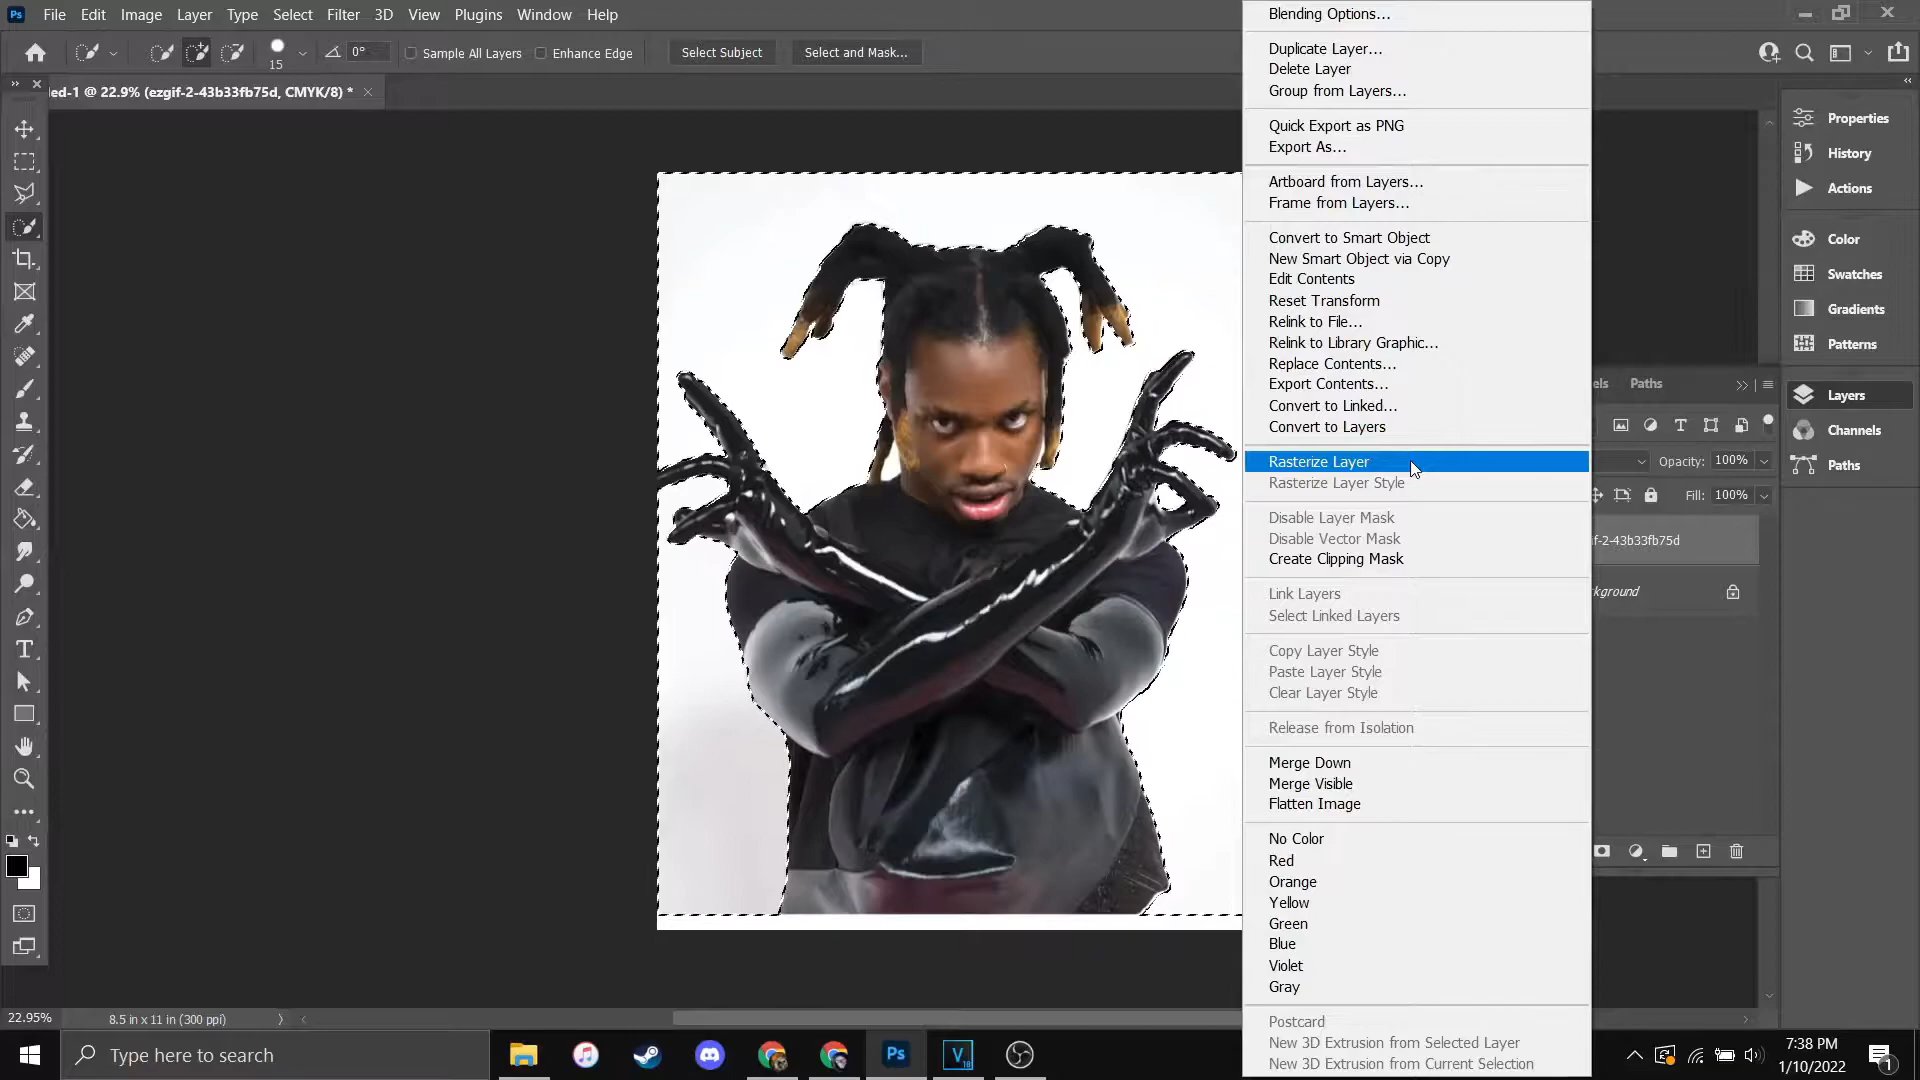 Ps File Edit Image Layer Type Select Filter 3D View Plugins Window Help
15 0° Sample All Layers Enhance Edge Select Subject Select and Mask...
led-1 @ 22.9% (ezgif-2-43b33fb75d, CMYK/8) *
Blending Options...
Duplicate Layer...
Delete Layer
Group from Layers...
Quick Export as PNG
Export As...
Artboard from Layers...
Frame from Layers...
Convert to Smart Object
New Smart Object via Copy
Edit Contents
Reset Transform
Relink to File...
Relink to Library Graphic...
Replace Contents...
Export Contents...
Convert to Linked...
Convert to Layers
Rasterize Layer
Rasterize Layer Style
Disable Layer Mask
Disable Vector Mask
Create Clipping Mask
Link Layers
Select Linked Layers
Copy Layer Style
Paste Layer Style
Clear Layer Style
Release from Isolation
Merge Down
Merge Visible
Flatten Image
No Color
Red
Orange
Yellow
Green
Blue
Violet
Gray
Postcard
New 3D Extrusion from Selected Layer
New 3D Extrusion from Current Selection
els Paths
Opacity: 100%
Fill: 100%
if-2-43b33fb75d
kground
Properties
History
Actions
Color
Swatches
Gradients
Patterns
Layers
Channels
Paths
22.95% 8.5 in x 11 in (300 ppi)
Type here to search
Ps V 18
7:38 PM
1/10/2022
1